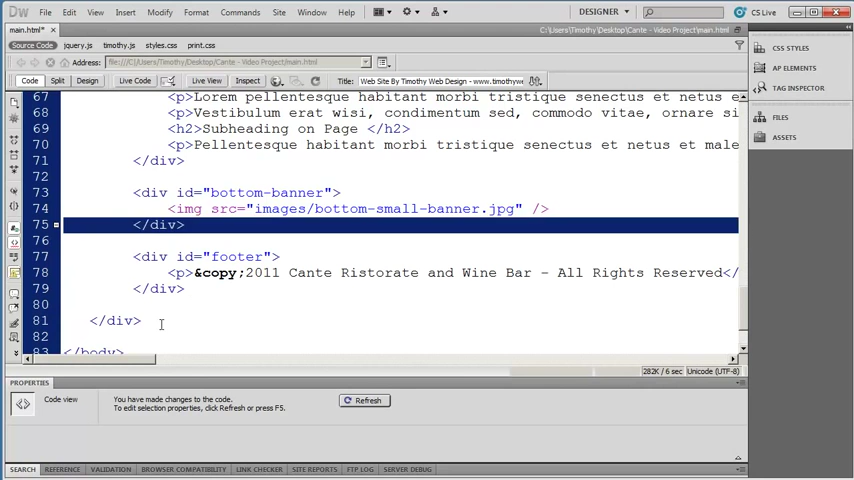 Dw File Edit View Insert Modify Format Commands Site Window Help DESIGNER CS Live
main.html* C:\Users\Timothy\Desktop\Cante - Video Project\main.html
Source Code jquery.js timothy.js styles.css print.css
Address: file:///C|/Users/Timothy/Desktop/Cante - Video Project/main.html
Code Split Design Live Code Live View Inspect Title: Web Site By Timothy Web Design - www.timothywe
67 <p>Lorem pellentesque habitant morbi tristique senectus et netus e
68 <p>Vestibulum erat wisi, condimentum sed, commodo vitae, ornare si
69 <h2>Subheading on Page </h2>
70 <p>Pellentesque habitant morbi tristique senectus et netus et male
71 </div>
72
73 <div id="bottom-banner">
74 <img src="images/bottom-small-banner.jpg" />
75 </div>
76
77 <div id="footer">
78 <p>&copy;2011 Cante Ristorate and Wine Bar - All Rights Reserved</
79 </div>
80
81 </div>
82
83 </body>
282K / 6 sec Unicode (UTF-8)
PROPERTIES
Code view
You have made changes to the code.
To edit selection properties, click Refresh or press F5.
Refresh
SEARCH REFERENCE VALIDATION BROWSER COMPATIBILITY LINK CHECKER SITE REPORTS FTP LOG SERVER DEBUG
CSS STYLES
AP ELEMENTS
TAG INSPECTOR
FILES
ASSETS